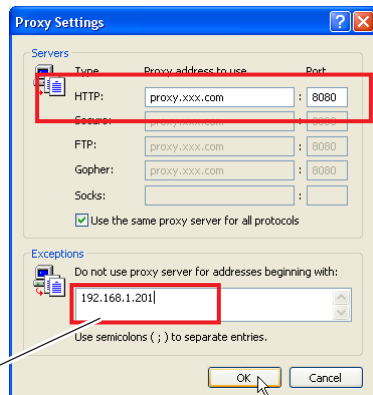 Proxy Settings
Servers
Type Proxy address to use Port
HTTP: proxy.xxx.com : 8080
Secure: proxy.xxx.com : 8080
FTP: proxy.xxx.com : 8080
Gopher: proxy.xxx.com : 8080
Socks: :
Use the same proxy server for all protocols
Exceptions
Do not use proxy server for addresses beginning with:
192.168.1.201
Use semicolons ( ; ) to separate entries.
OK Cancel